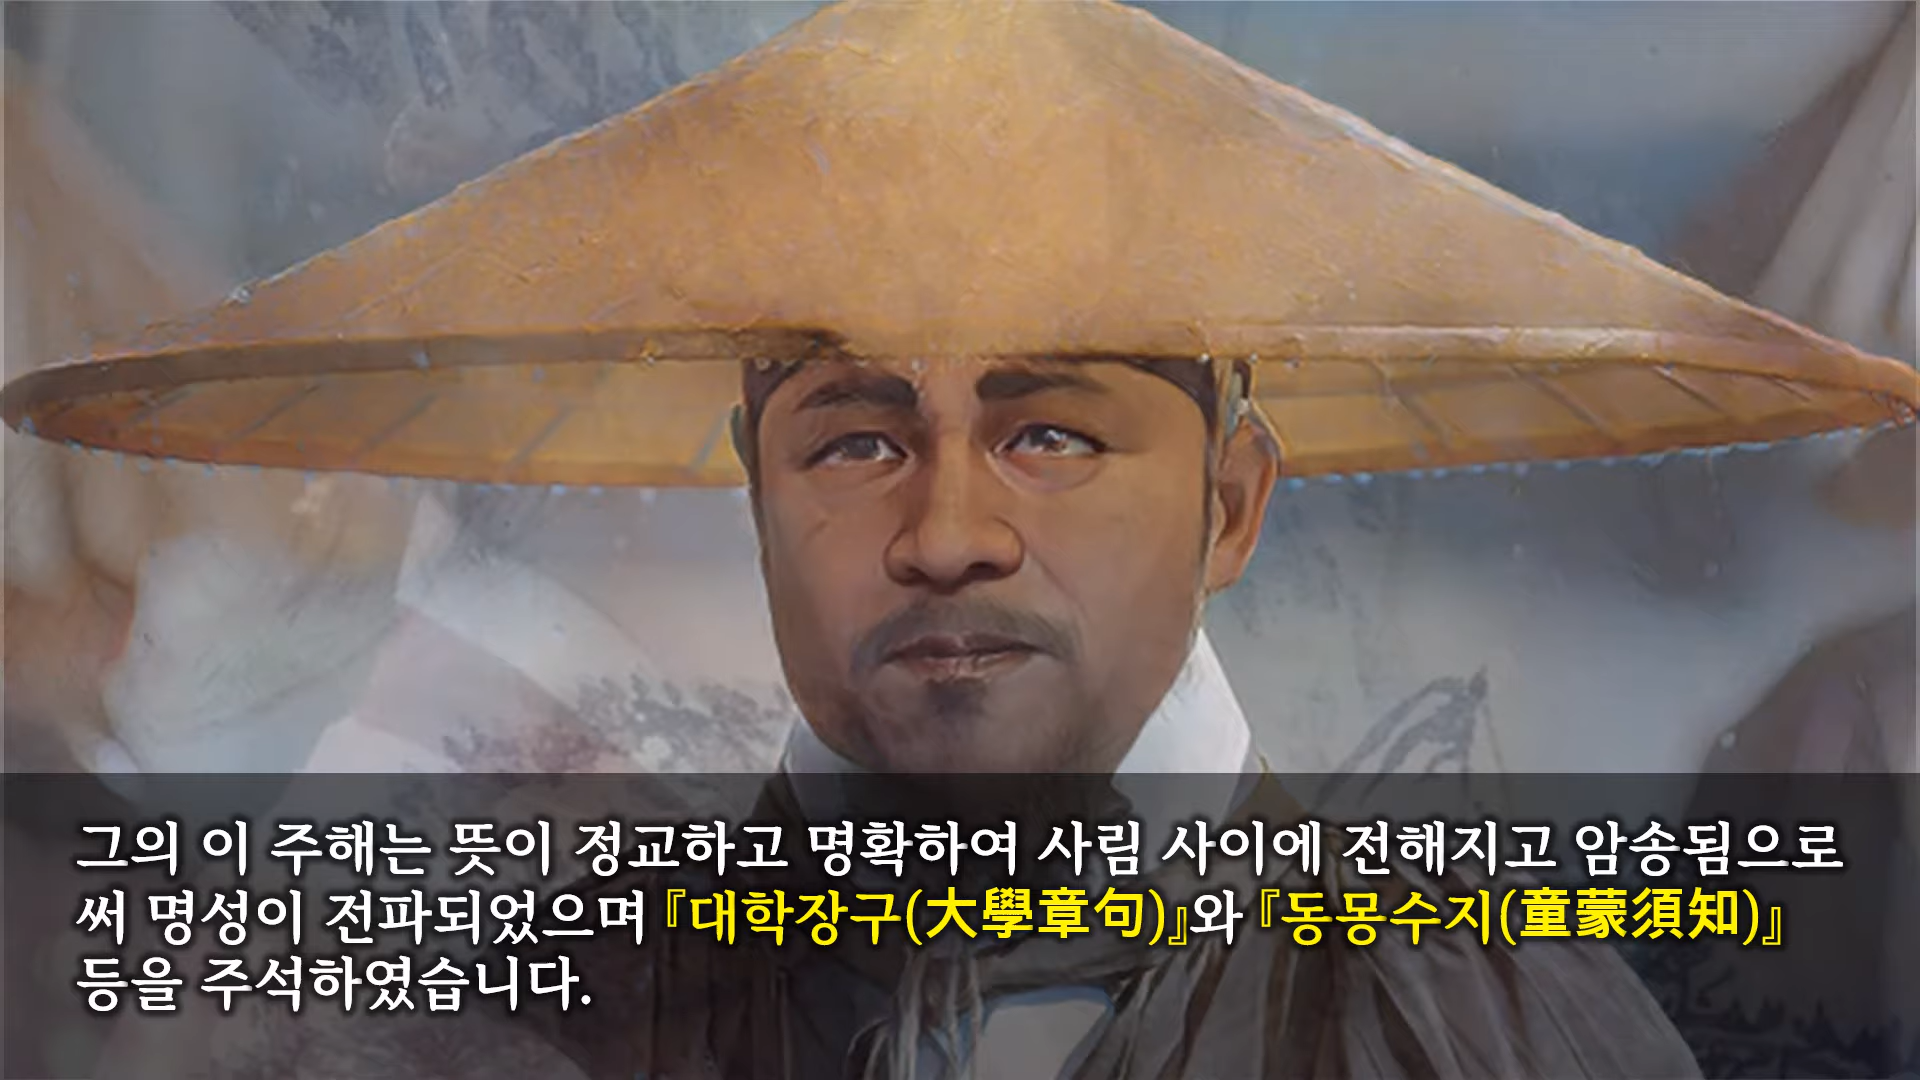 그의 이 주해는 뜻이 정교하고 명확하여 사림 사이에 전해지고 암송됨으로
써 명성이 전파되었으며 『대학장구(大學章句)』와 『동몽수지(童蒙須知)』
등을 주석하였습니다.